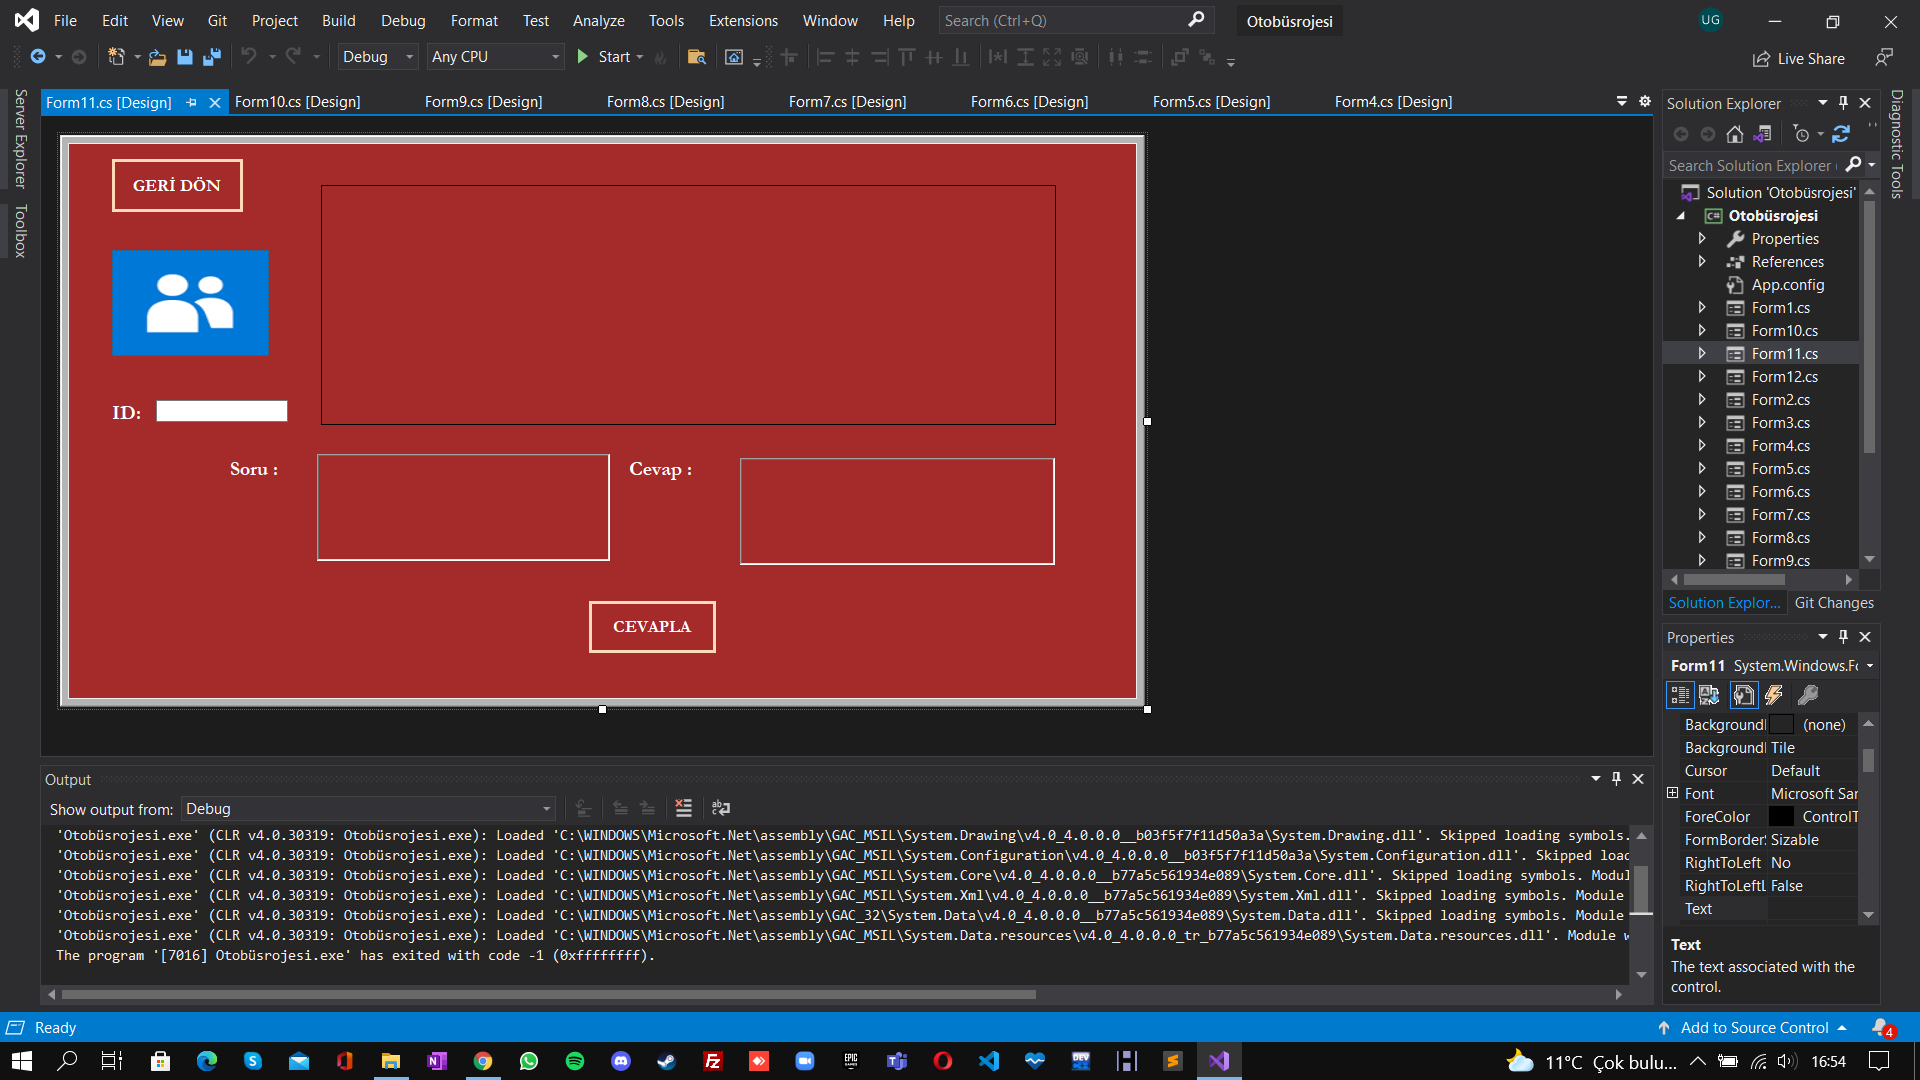 File Edit View Git Project Build Debug Format Test Analyze Tools Extensions Window Help Search (Ctrl+Q) Otobüsrojesi UG
Debug Any CPU Start Live Share
Server Explorer
Toolbox
Form11.cs [Design] Form10.cs [Design] Form9.cs [Design] Form8.cs [Design] Form7.cs [Design] Form6.cs [Design] Form5.cs [Design] Form4.cs [Design]
GERİ DÖN
ID:
Soru :
Cevap :
CEVAPLA
Solution Explorer
Search Solution Explorer (
Solution 'Otobüsrojesi'
C# Otobüsrojesi
Properties
References
App.config
Form1.cs
Form10.cs
Form11.cs
Form12.cs
Form2.cs
Form3.cs
Form4.cs
Form5.cs
Form6.cs
Form7.cs
Form8.cs
Form9.cs
Solution Explor... Git Changes
Diagnostic Tools
Properties
Form11 System.Windows.Fo
Background (none)
Background Tile
Cursor Default
Font Microsoft San
ForeColor ControlT
FormBorder Sizable
RightToLeft No
RightToLeftL False
Text
Text
The text associated with the
control.
Output
Show output from: Debug
'Otobüsrojesi.exe' (CLR v4.0.30319: Otobüsrojesi.exe): Loaded 'C:\WINDOWS\Microsoft.Net\assembly\GAC_MSIL\System.Drawing\v4.0_4.0.0.0__b03f5f7f11d50a3a\System.Drawing.dll'. Skipped loading symbols.
'Otobüsrojesi.exe' (CLR v4.0.30319: Otobüsrojesi.exe): Loaded 'C:\WINDOWS\Microsoft.Net\assembly\GAC_MSIL\System.Configuration\v4.0_4.0.0.0__b03f5f7f11d50a3a\System.Configuration.dll'. Skipped load
'Otobüsrojesi.exe' (CLR v4.0.30319: Otobüsrojesi.exe): Loaded 'C:\WINDOWS\Microsoft.Net\assembly\GAC_MSIL\System.Core\v4.0_4.0.0.0__b77a5c561934e089\System.Core.dll'. Skipped loading symbols. Modul
'Otobüsrojesi.exe' (CLR v4.0.30319: Otobüsrojesi.exe): Loaded 'C:\WINDOWS\Microsoft.Net\assembly\GAC_MSIL\System.Xml\v4.0_4.0.0.0__b77a5c561934e089\System.Xml.dll'. Skipped loading symbols. Module
'Otobüsrojesi.exe' (CLR v4.0.30319: Otobüsrojesi.exe): Loaded 'C:\WINDOWS\Microsoft.Net\assembly\GAC_32\System.Data\v4.0_4.0.0.0__b77a5c561934e089\System.Data.dll'. Skipped loading symbols. Module
'Otobüsrojesi.exe' (CLR v4.0.30319: Otobüsrojesi.exe): Loaded 'C:\WINDOWS\Microsoft.Net\assembly\GAC_MSIL\System.Data.resources\v4.0_4.0.0.0_tr_b77a5c561934e089\System.Data.resources.dll'. Module w
The program '[7016] Otobüsrojesi.exe' has exited with code -1 (0xffffffff).
Ready Add to Source Control 4
11°C Çok bulu... 16:54